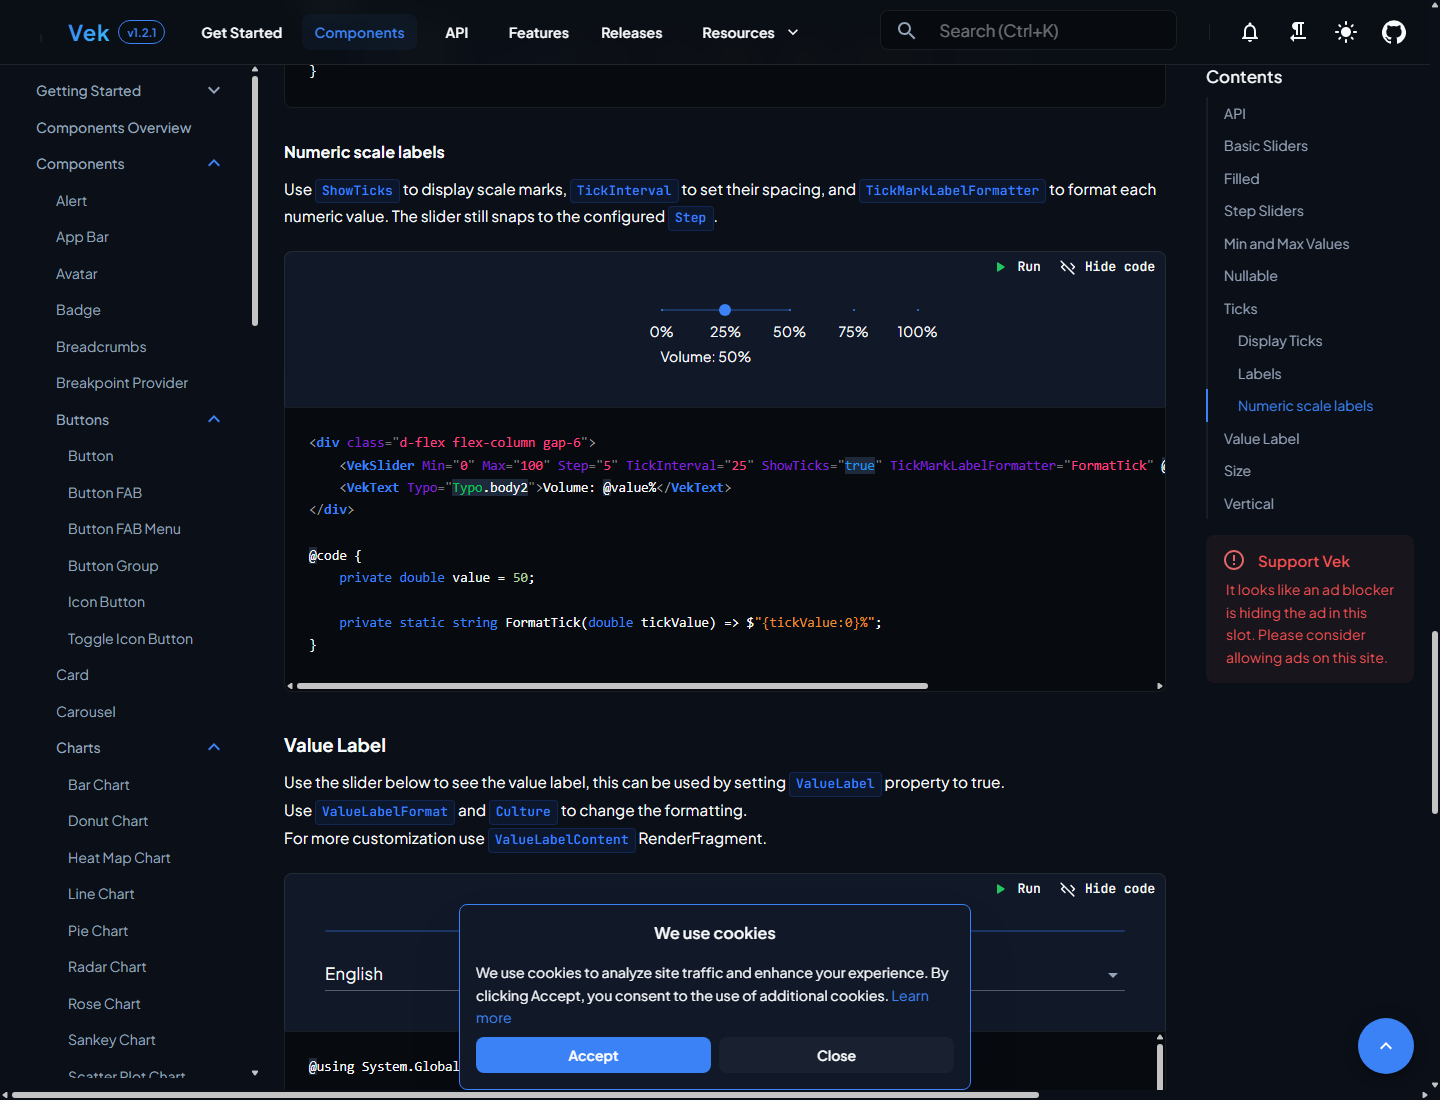 Vek v1.2.1 Get Started Components API Features Releases Resources Search (Ctrl+K)
Getting Started
Components Overview
Components
Alert
App Bar
Avatar
Badge
Breadcrumbs
Breakpoint Provider
Buttons
Button
Button FAB
Button FAB Menu
Button Group
Icon Button
Toggle Icon Button
Card
Carousel
Charts
Bar Chart
Donut Chart
Heat Map Chart
Line Chart
Pie Chart
Radar Chart
Rose Chart
Sankey Chart
Scatter Plot Chart
}
Numeric scale labels
Use ShowTicks to display scale marks, TickInterval to set their spacing, and TickMarkLabelFormatter to format each
numeric value. The slider still snaps to the configured Step .
Run Hide code
0% 25% 50% 75% 100%
Volume: 50%
<div class="d-flex flex-column gap-6">
<VekSlider Min="0" Max="100" Step="5" TickInterval="25" ShowTicks="true" TickMarkLabelFormatter="FormatTick" @
<VekText Typo="Typo.body2">Volume: @value%</VekText>
</div>
@code {
private double value = 50;
private static string FormatTick(double tickValue) => $"{tickValue:0}%";
}
Value Label
Use the slider below to see the value label, this can be used by setting ValueLabel property to true.
Use ValueLabelFormat and Culture to change the formatting.
For more customization use ValueLabelContent RenderFragment.
Run Hide code
English
@using System.Global
We use cookies
We use cookies to analyze site traffic and enhance your experience. By
clicking Accept, you consent to the use of additional cookies. Learn
more
Accept Close
Contents
API
Basic Sliders
Filled
Step Sliders
Min and Max Values
Nullable
Ticks
Display Ticks
Labels
Numeric scale labels
Value Label
Size
Vertical
Support Vek
It looks like an ad blocker
is hiding the ad in this
slot. Please consider
allowing ads on this site.